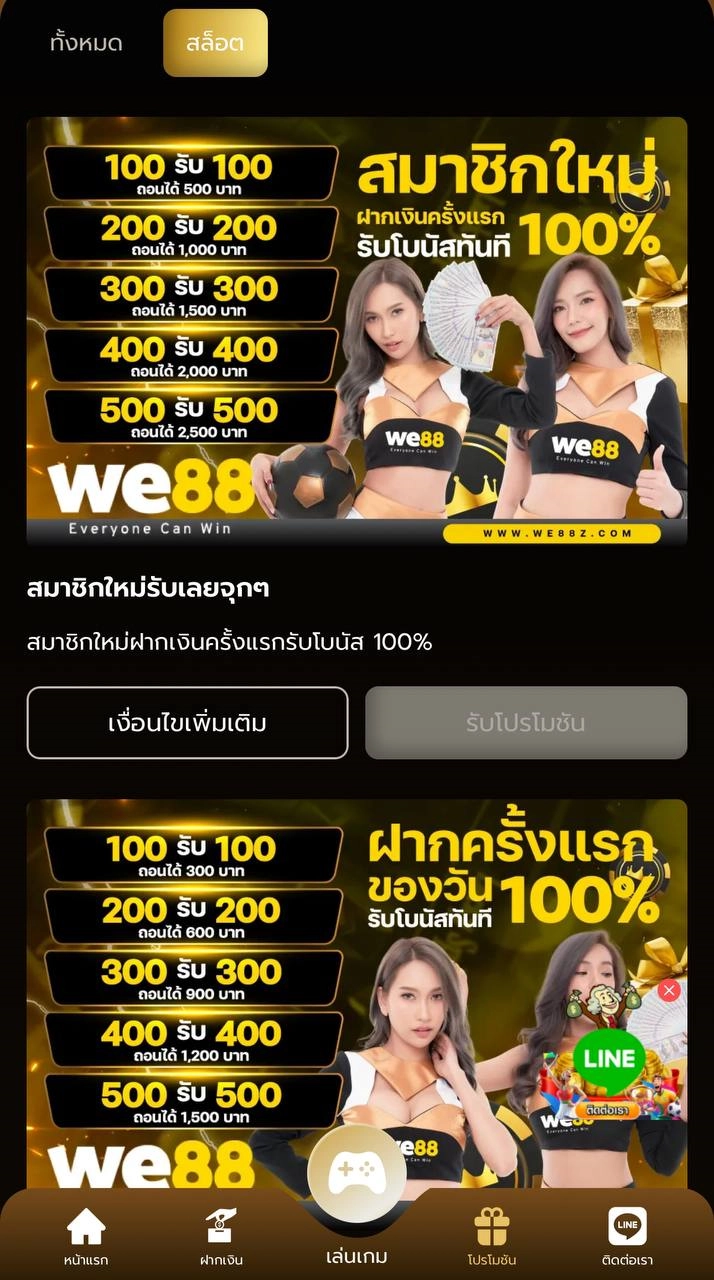 ทั้งหมด
สล็อต
100 รับ 100
ถอนได้ 500 บาท
200 รับ 200
ถอนได้ 1,000 บาท
300 รับ 300
ถอนได้ 1,500 บาท
400 รับ 400
ถอนได้ 2,000 บาท
500 รับ 500
ถอนได้ 2,500 บาท
we88
Everyone Can Win
สมาชิกใหม่
ฝากเงินครั้งแรก
รับโบนัสทันที 100%
we88
Everyone Can Win
we88
Everyone Can Win
WWW.WE88Z.COM
สมาชิกใหม่รับเลยจุกๆ
สมาชิกใหม่ฝากเงินครั้งแรกรับโบนัส 100%
เงื่อนไขเพิ่มเติม
รับโปรโมชัน
100 รับ 100
ถอนได้ 300 บาท
200 รับ 200
ถอนได้ 600 บาท
300 รับ 300
ถอนได้ 900 บาท
400 รับ 400
ถอนได้ 1,200 บาท
500 รับ 500
ถอนได้ 1,500 บาท
we88
ฝากครั้งแรก
ของวัน 100%
รับโบนัสทันที
LINE
ติดต่อเรา
we88
Everyone Can Win
we88
Everyone Can Win
หน้าแรก
ฝากเงิน
เล่นเกม
โปรโมชัน
LINE
ติดต่อเรา